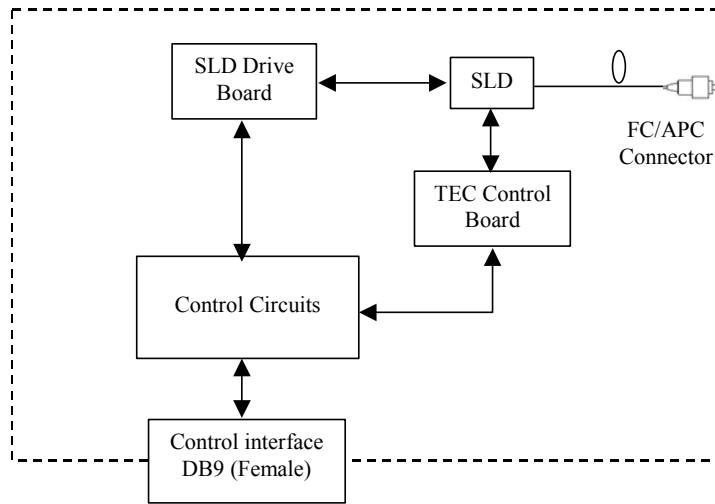 SLD Drive
Board
SLD
FC/APC
Connector
TEC Control
Board
Control Circuits
Control interface
DB9 (Female)